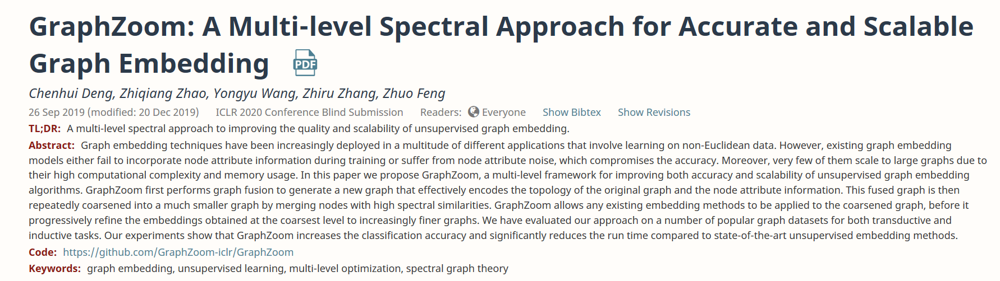 GraphZoom: A Multi-level Spectral Approach for Accurate and Scalable
Graph Embedding PDF
Chenhui Deng, Zhiqiang Zhao, Yongyu Wang, Zhiru Zhang, Zhuo Feng
26 Sep 2019 (modified: 20 Dec 2019) ICLR 2020 Conference Blind Submission Readers: Everyone Show Bibtex Show Revisions
TL;DR: A multi-level spectral approach to improving the quality and scalability of unsupervised graph embedding.
Abstract: Graph embedding techniques have been increasingly deployed in a multitude of different applications that involve learning on non-Euclidean data. However, existing graph embedding
models either fail to incorporate node attribute information during training or suffer from node attribute noise, which compromises the accuracy. Moreover, very few of them scale to large graphs due to
their high computational complexity and memory usage. In this paper we propose GraphZoom, a multi-level framework for improving both accuracy and scalability of unsupervised graph embedding
algorithms. GraphZoom first performs graph fusion to generate a new graph that effectively encodes the topology of the original graph and the node attribute information. This fused graph is then
repeatedly coarsened into a much smaller graph by merging nodes with high spectral similarities. GraphZoom allows any existing embedding methods to be applied to the coarsened graph, before it
progressively refine the embeddings obtained at the coarsest level to increasingly finer graphs. We have evaluated our approach on a number of popular graph datasets for both transductive and
inductive tasks. Our experiments show that GraphZoom increases the classification accuracy and significantly reduces the run time compared to state-of-the-art unsupervised embedding methods.
Code: https://github.com/GraphZoom-iclr/GraphZoom
Keywords: graph embedding, unsupervised learning, multi-level optimization, spectral graph theory